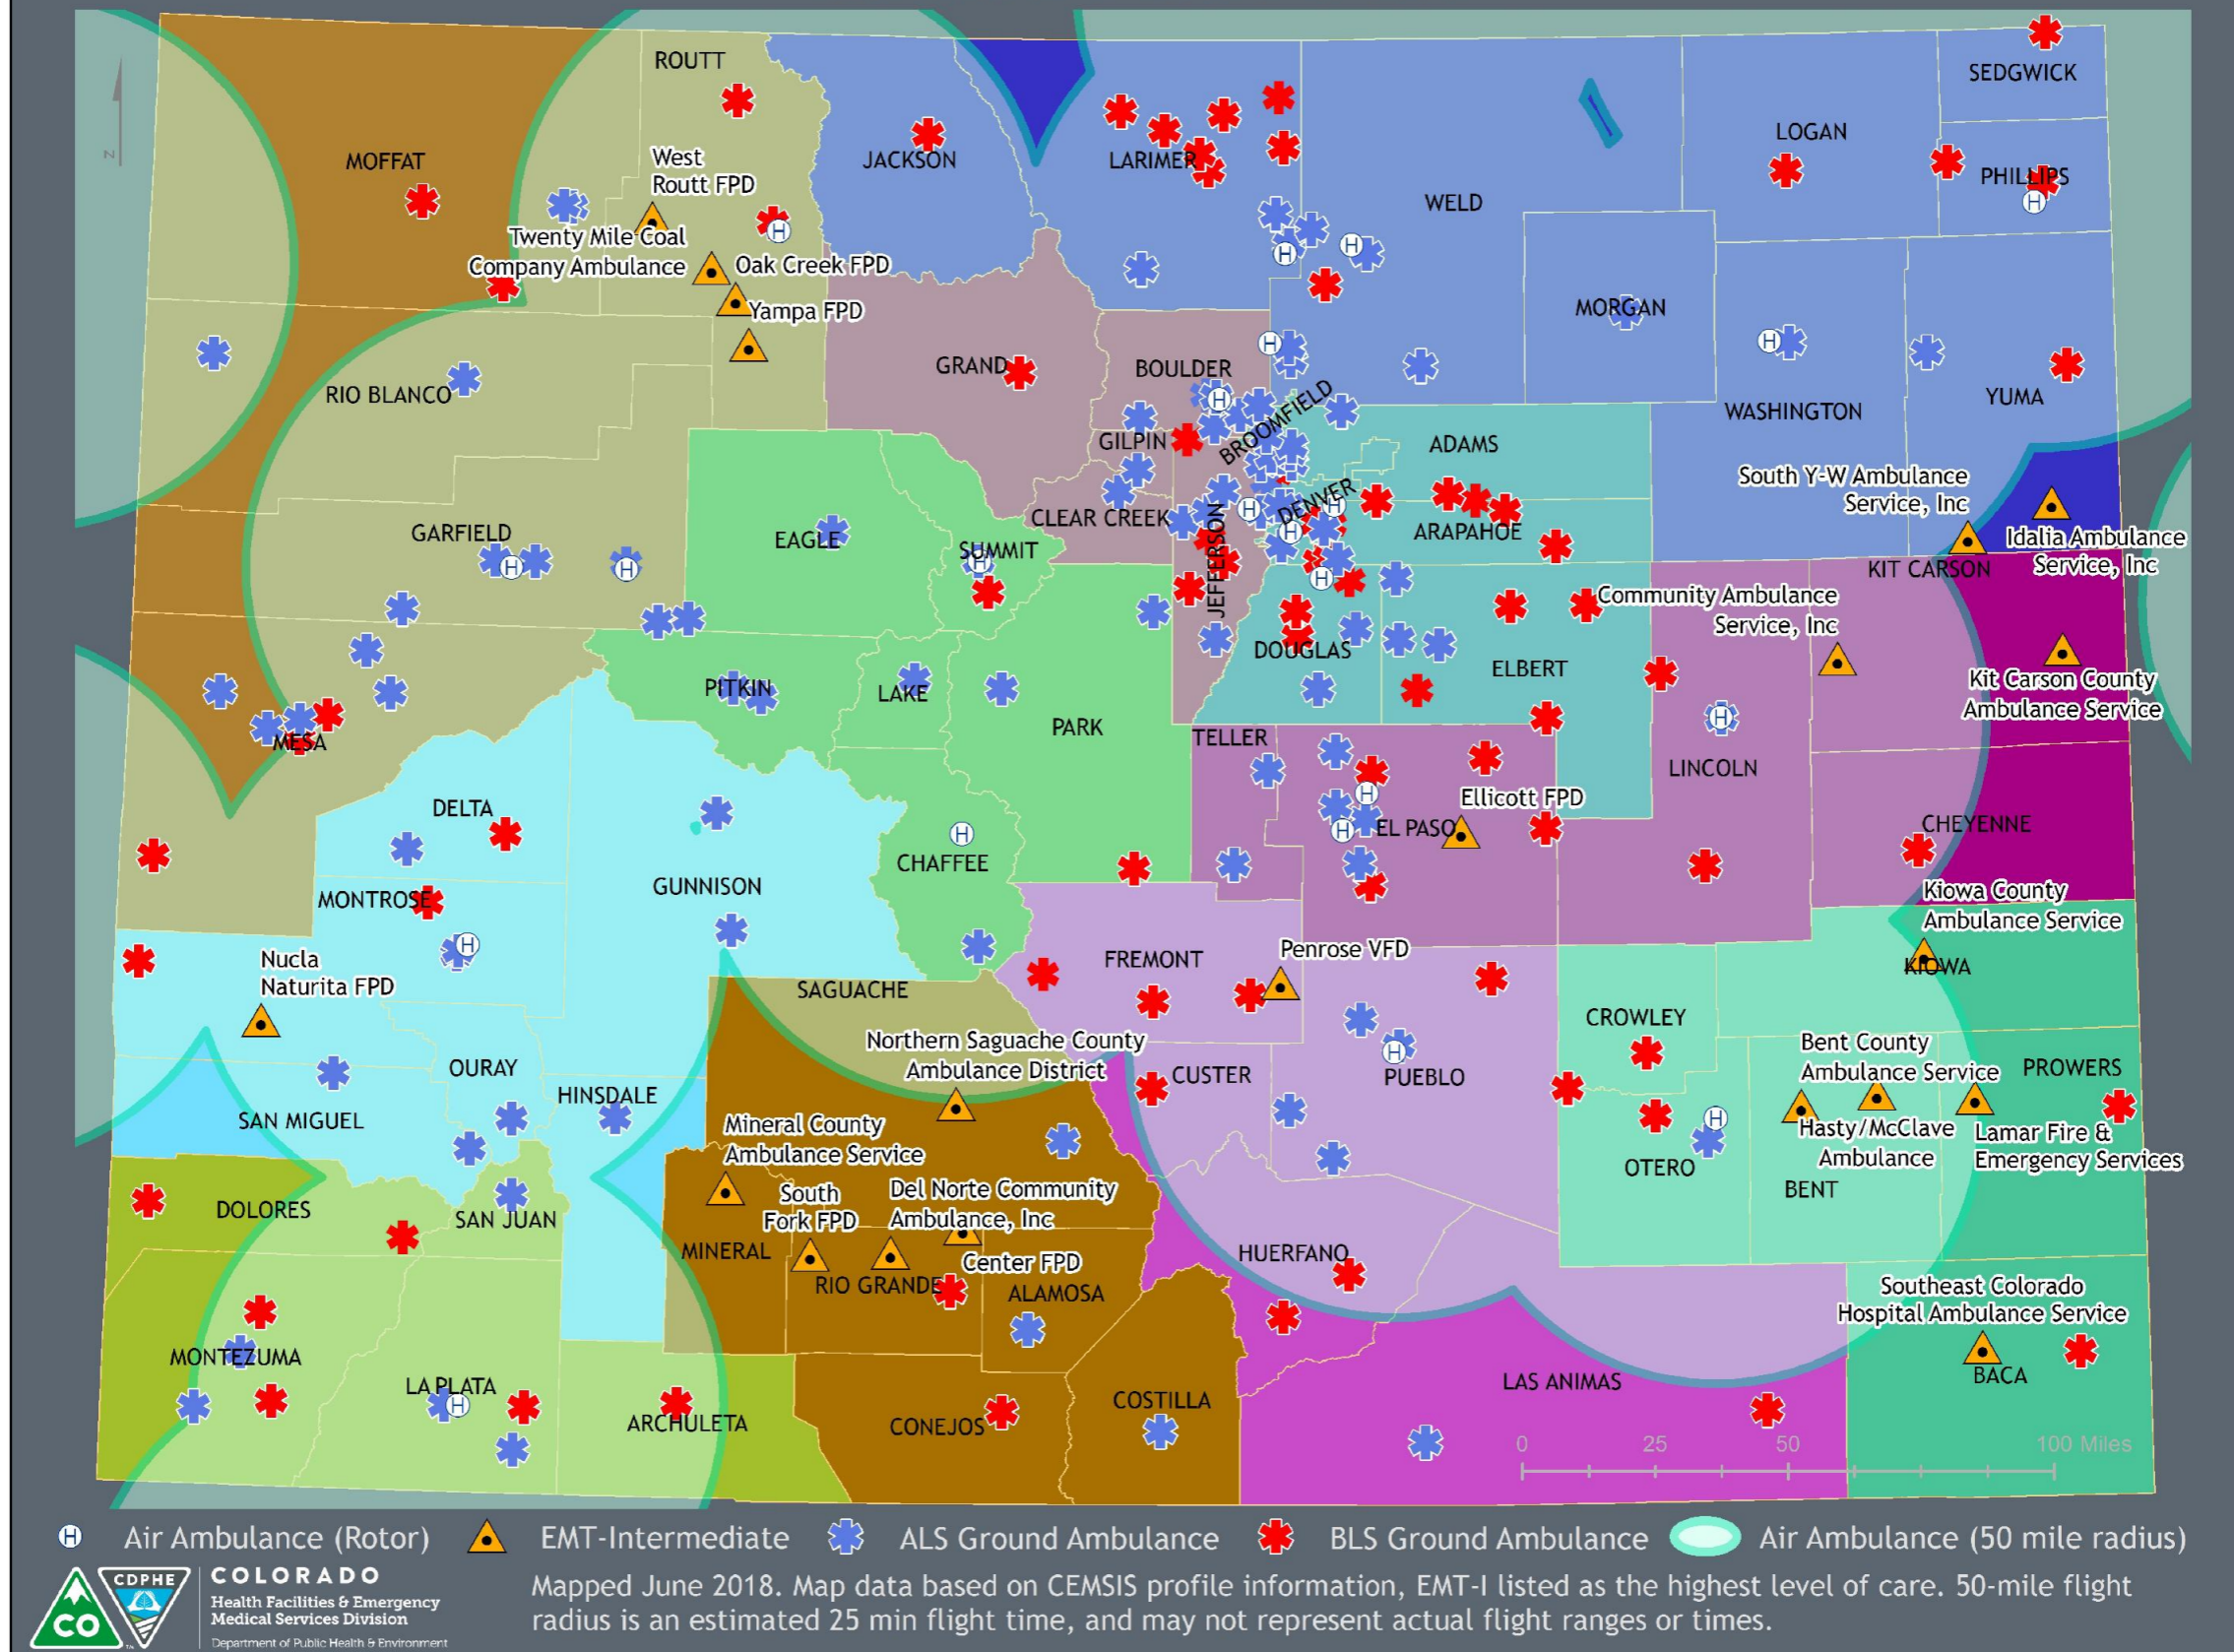 ROUTT
SEDGWICK
MOFFAT
West
Routt FPD
JACKSON
LARIMER
LOGAN
PHILLIPS
WELD
Twenty Mile Coal
Company Ambulance
Oak Creek FPD
Yampa FPD
MORGAN
RIO BLANCO
GRAND
BOULDER
BROOMFIELD
WASHINGTON
YUMA
GILPIN
ADAMS
South Y-W Ambulance
Service, Inc
GARFIELD
EAGLE
SUMMIT
CLEAR CREEK
DENVER
ARAPAHOE
Idalia Ambulance
Service, Inc
KIT CARSON
JEFFERSON
Community Ambulance
Service, Inc
DOUGLAS
ELBERT
Kit Carson County
Ambulance Service
PITKIN
LAKE
PARK
MESA
TELLER
LINCOLN
DELTA
Ellicott FPD
EL PASO
CHEYENNE
CHAFFEE
GUNNISON
MONTROSE
Kiowa County
Ambulance Service
Nucla
Naturita FPD
SAGUACHE
FREMONT
Penrose VFD
KIOWA
CROWLEY
Northern Saguache County
Ambulance District
OURAY
HINSDALE
CUSTER
PUEBLO
Bent County
Ambulance Service
PROWERS
SAN MIGUEL
Mineral County
Ambulance Service
Hasty/McClave
Ambulance
Lamar Fire &
Emergency Services
OTERO
BENT
DOLORES
SAN JUAN
South
Fork FPD
Del Norte Community
Ambulance, Inc
MINERAL
RIO GRANDE
Center FPD
ALAMOSA
HUERFANO
Southeast Colorado
Hospital Ambulance Service
MONTEZUMA
LA PLATA
ARCHULETA
CONEJOS
COSTILLA
LAS ANIMAS
BACA
0 25 50 100 Miles
N
H Air Ambulance (Rotor) EMT-Intermediate ALS Ground Ambulance BLS Ground Ambulance Air Ambulance (50 mile radius)
CO
CDPHE
TM
COLORADO
Health Facilities & Emergency
Medical Services Division
Department of Public Health & Environment
Mapped June 2018. Map data based on CEMSIS profile information, EMT-I listed as the highest level of care. 50-mile flight
radius is an estimated 25 min flight time, and may not represent actual flight ranges or times.